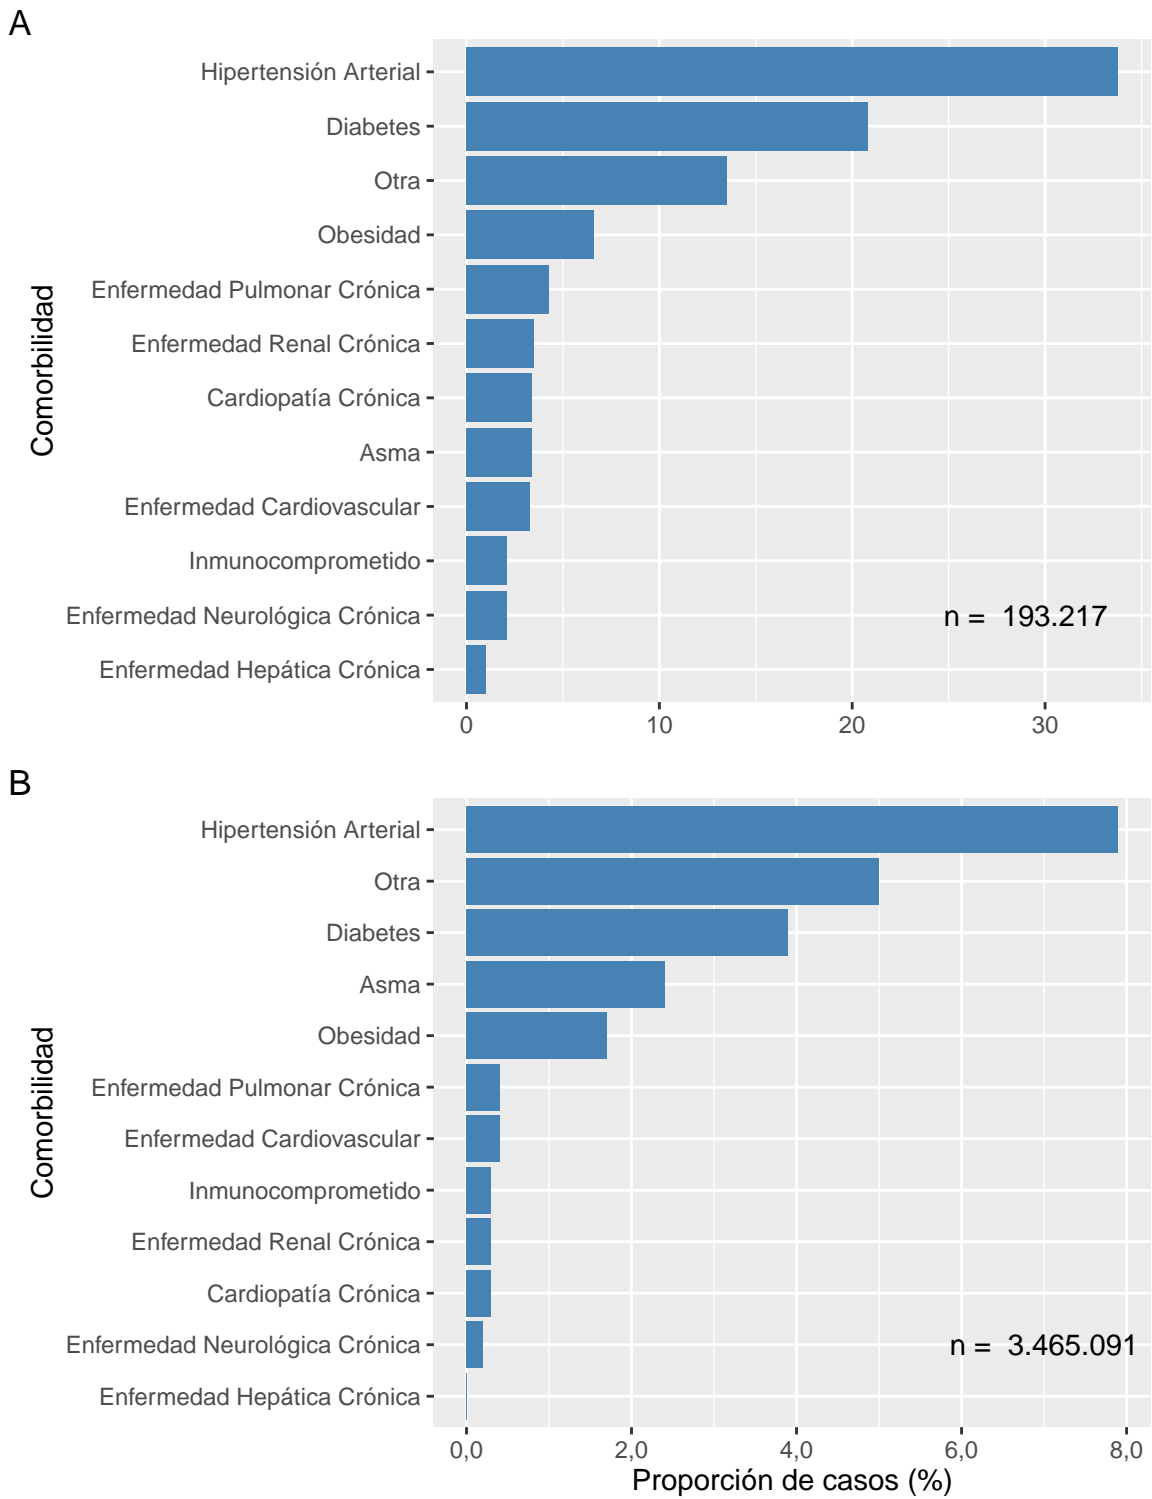 A
Hipertensión Arterial
Diabetes
Otra
Obesidad
Enfermedad Pulmonar Crónica
Enfermedad Renal Crónica
Cardiopatía Crónica
Asma
Enfermedad Cardiovascular
Inmunocomprometido
Enfermedad Neurológica Crónica
Enfermedad Hepática Crónica
Comorbilidad
n = 193.217
0 10 20 30
B
Hipertensión Arterial
Otra
Diabetes
Asma
Obesidad
Enfermedad Pulmonar Crónica
Enfermedad Cardiovascular
Inmunocomprometido
Enfermedad Renal Crónica
Cardiopatía Crónica
Enfermedad Neurológica Crónica
Enfermedad Hepática Crónica
Comorbilidad
n = 3.465.091
0,0 2,0 4,0 6,0 8,0
Proporción de casos (%)